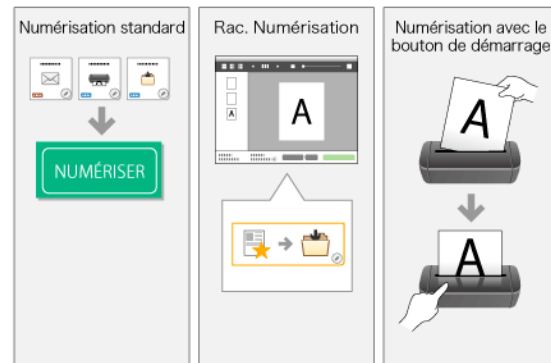 Numérisation standard
NUMÉRISER
Rac. Numérisation
A
A
Numérisation avec le
bouton de démarrage
A
A